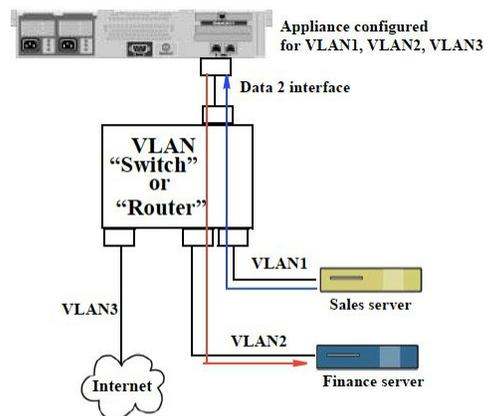 Appliance configured
for VLAN1, VLAN2, VLAN3
Data 2 interface
VLAN
“Switch”
or
“Router”
VLAN1
Sales server
VLAN3
VLAN2
Internet
Finance server